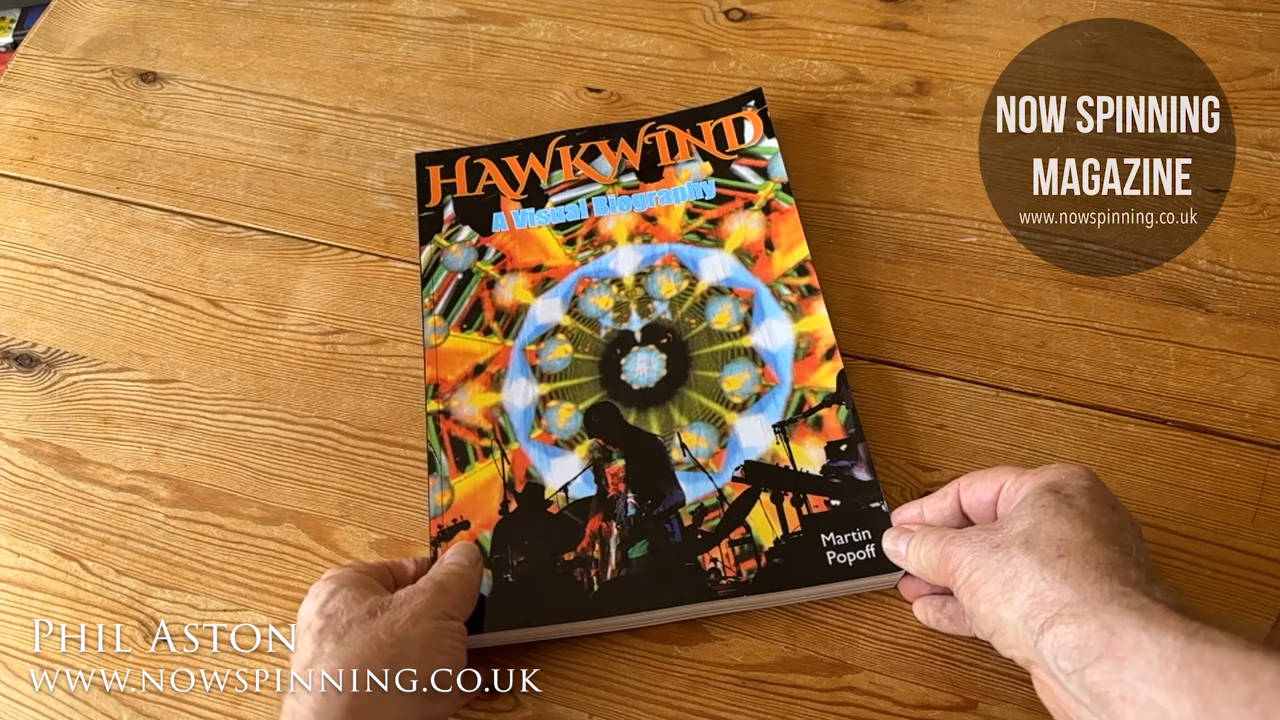 HAWKWIND
A Visual Biography
Martin
Popoff
NOW SPINNING
MAGAZINE
www.nowspinning.co.uk
PHIL ASTON
WWW.NOWSPINNING.CO.UK